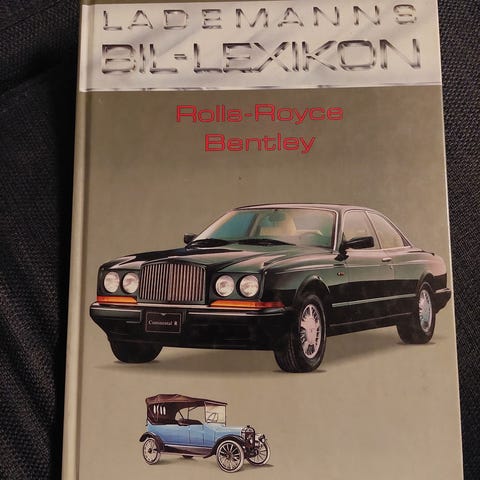 LADEMANNS
BIL-LEXIKON
Rolls-Royce
Bentley
Continental R